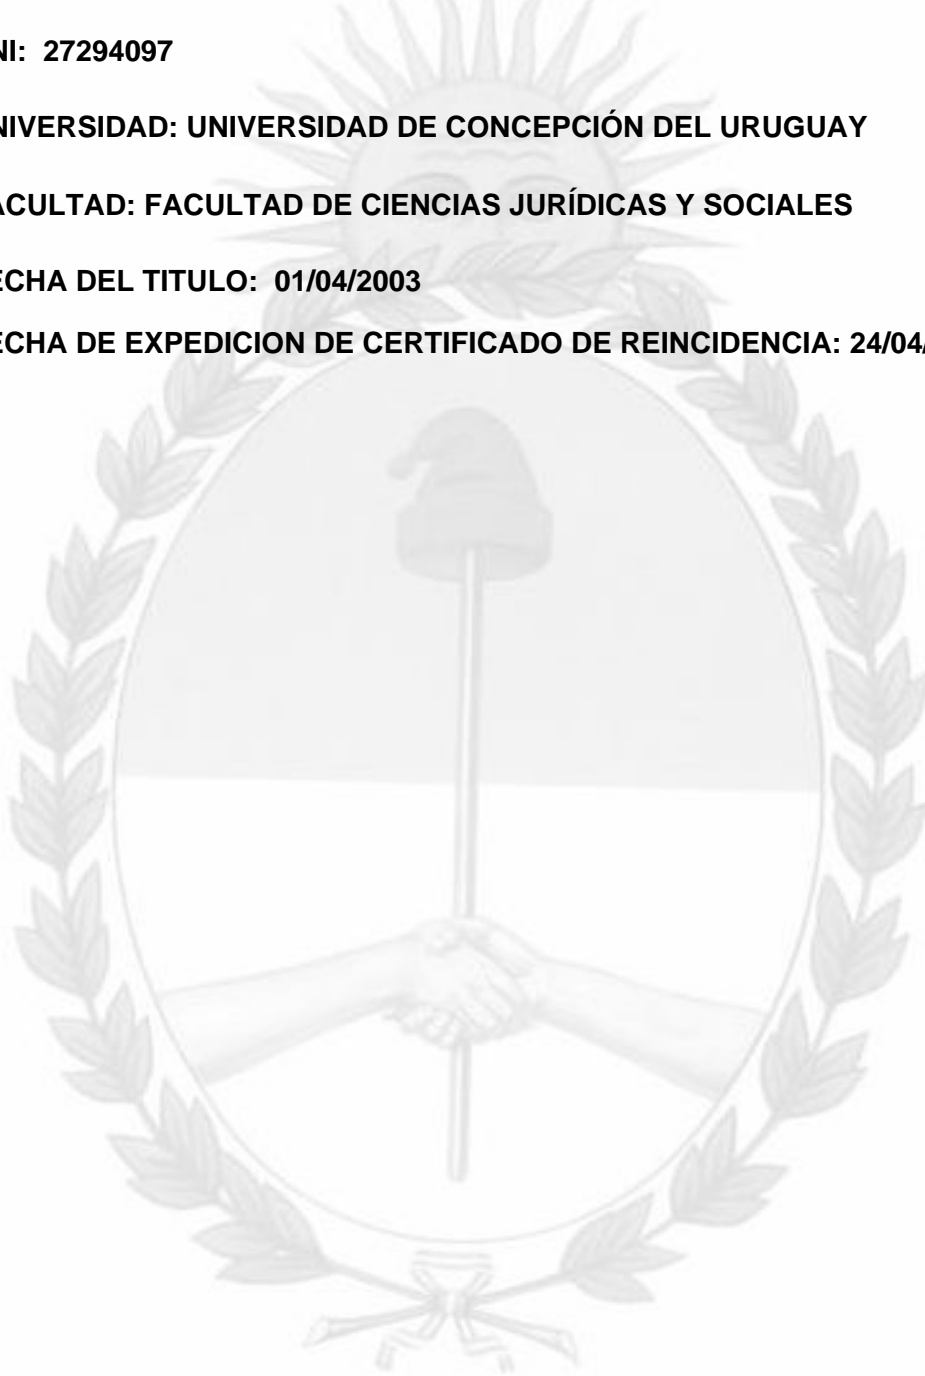 NI: 27294097
NIVERSIDAD: UNIVERSIDAD DE CONCEPCIÓN DEL URUGUAY
ACULTAD: FACULTAD DE CIENCIAS JURÍDICAS Y SOCIALES
ECHA DEL TITULO: 01/04/2003
ECHA DE EXPEDICION DE CERTIFICADO DE REINCIDENCIA: 24/04/